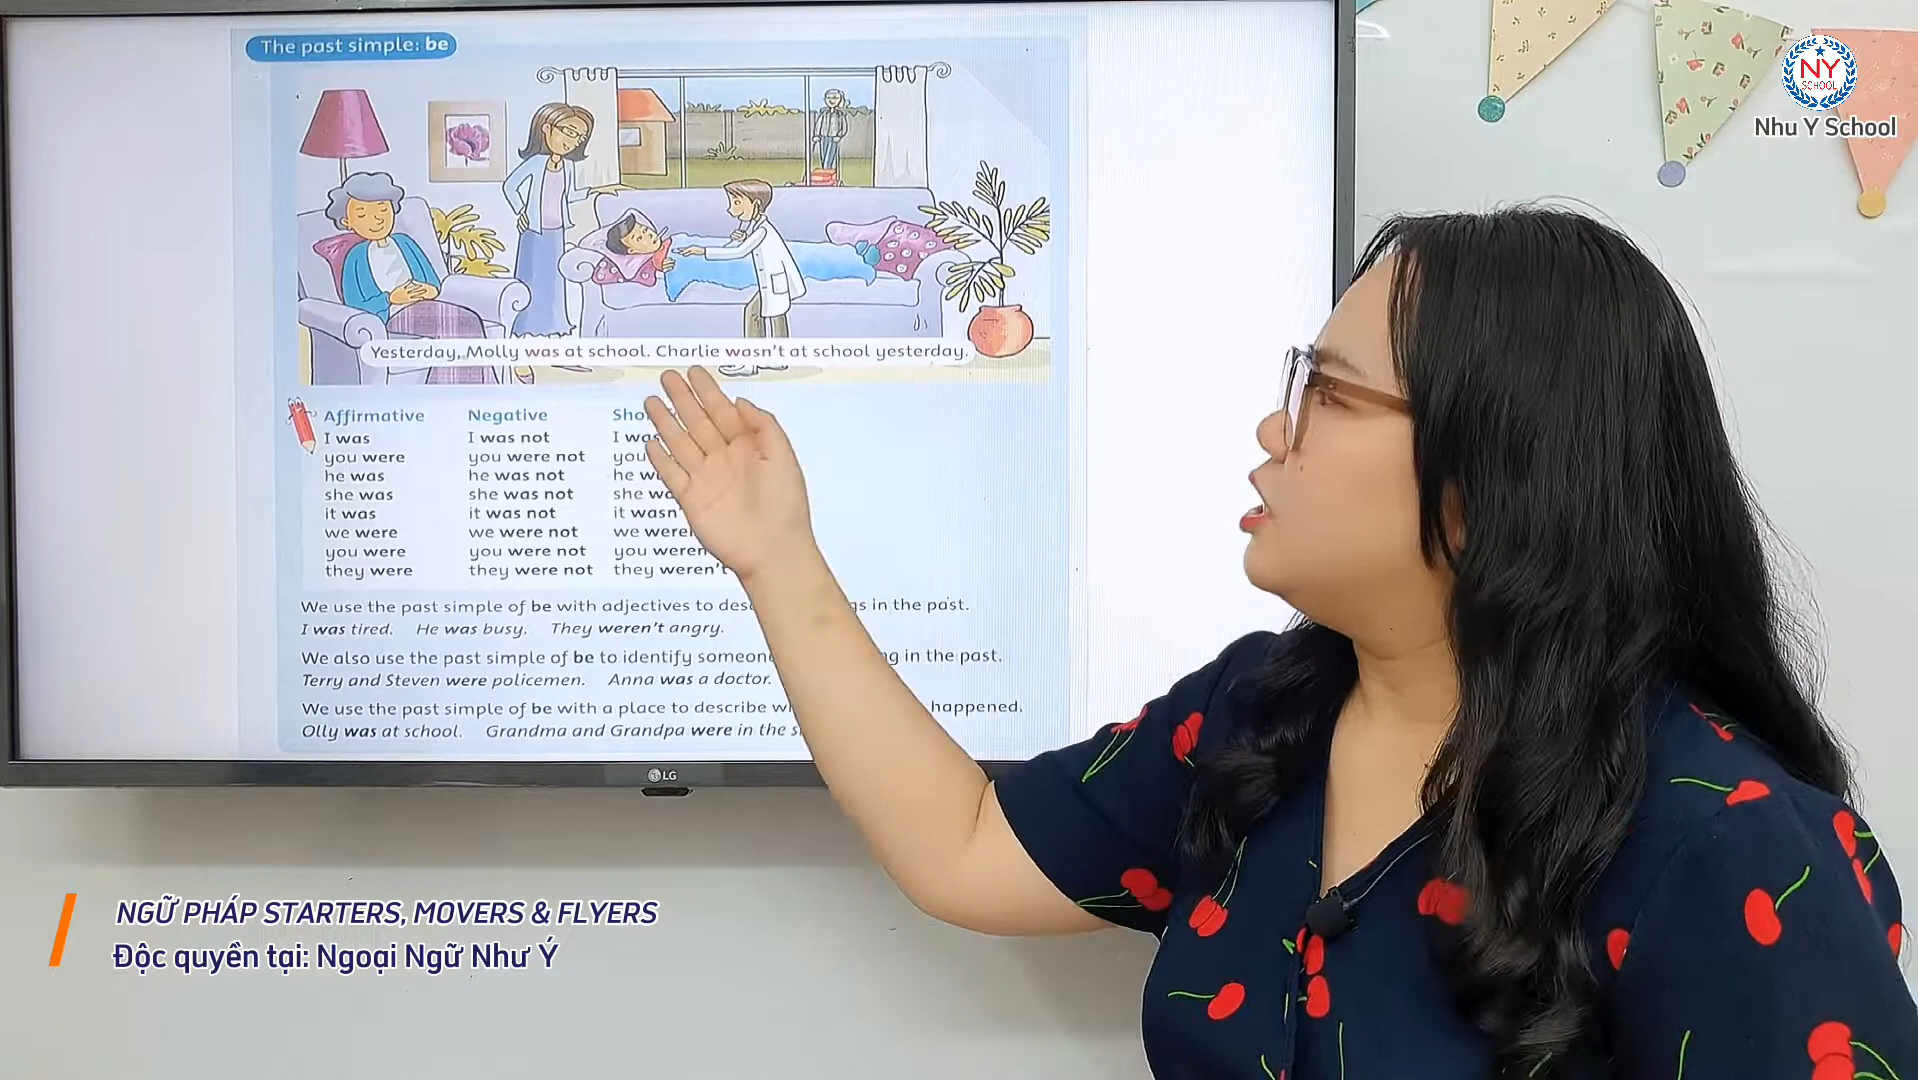 The past simple: be
NY
SCHOOL
Nhu Y School
Yesterday, Molly was at school. Charlie wasn't at school yesterday.
Affirmative Negative
I was I was not I
you were you were not you
he was he was not he
she was she was not she
it was it was not it wasn'
we were we were not we
you were you were not you
they were they were not they weren't
We use the past simple of be with adjectives to in the past.
I was tired. He was busy. They weren't angry.
We also use the past simple of be to identify in the past.
Terry and Steven were policemen. Anna was a doctor.
We use the past simple of be with a place to describe happened.
Olly was at school. Grandma and Grandpa were in the
LG
NGỮ PHÁP STARTERS, MOVERS & FLYERS
Độc quyền tại: Ngoại Ngữ Như Ý